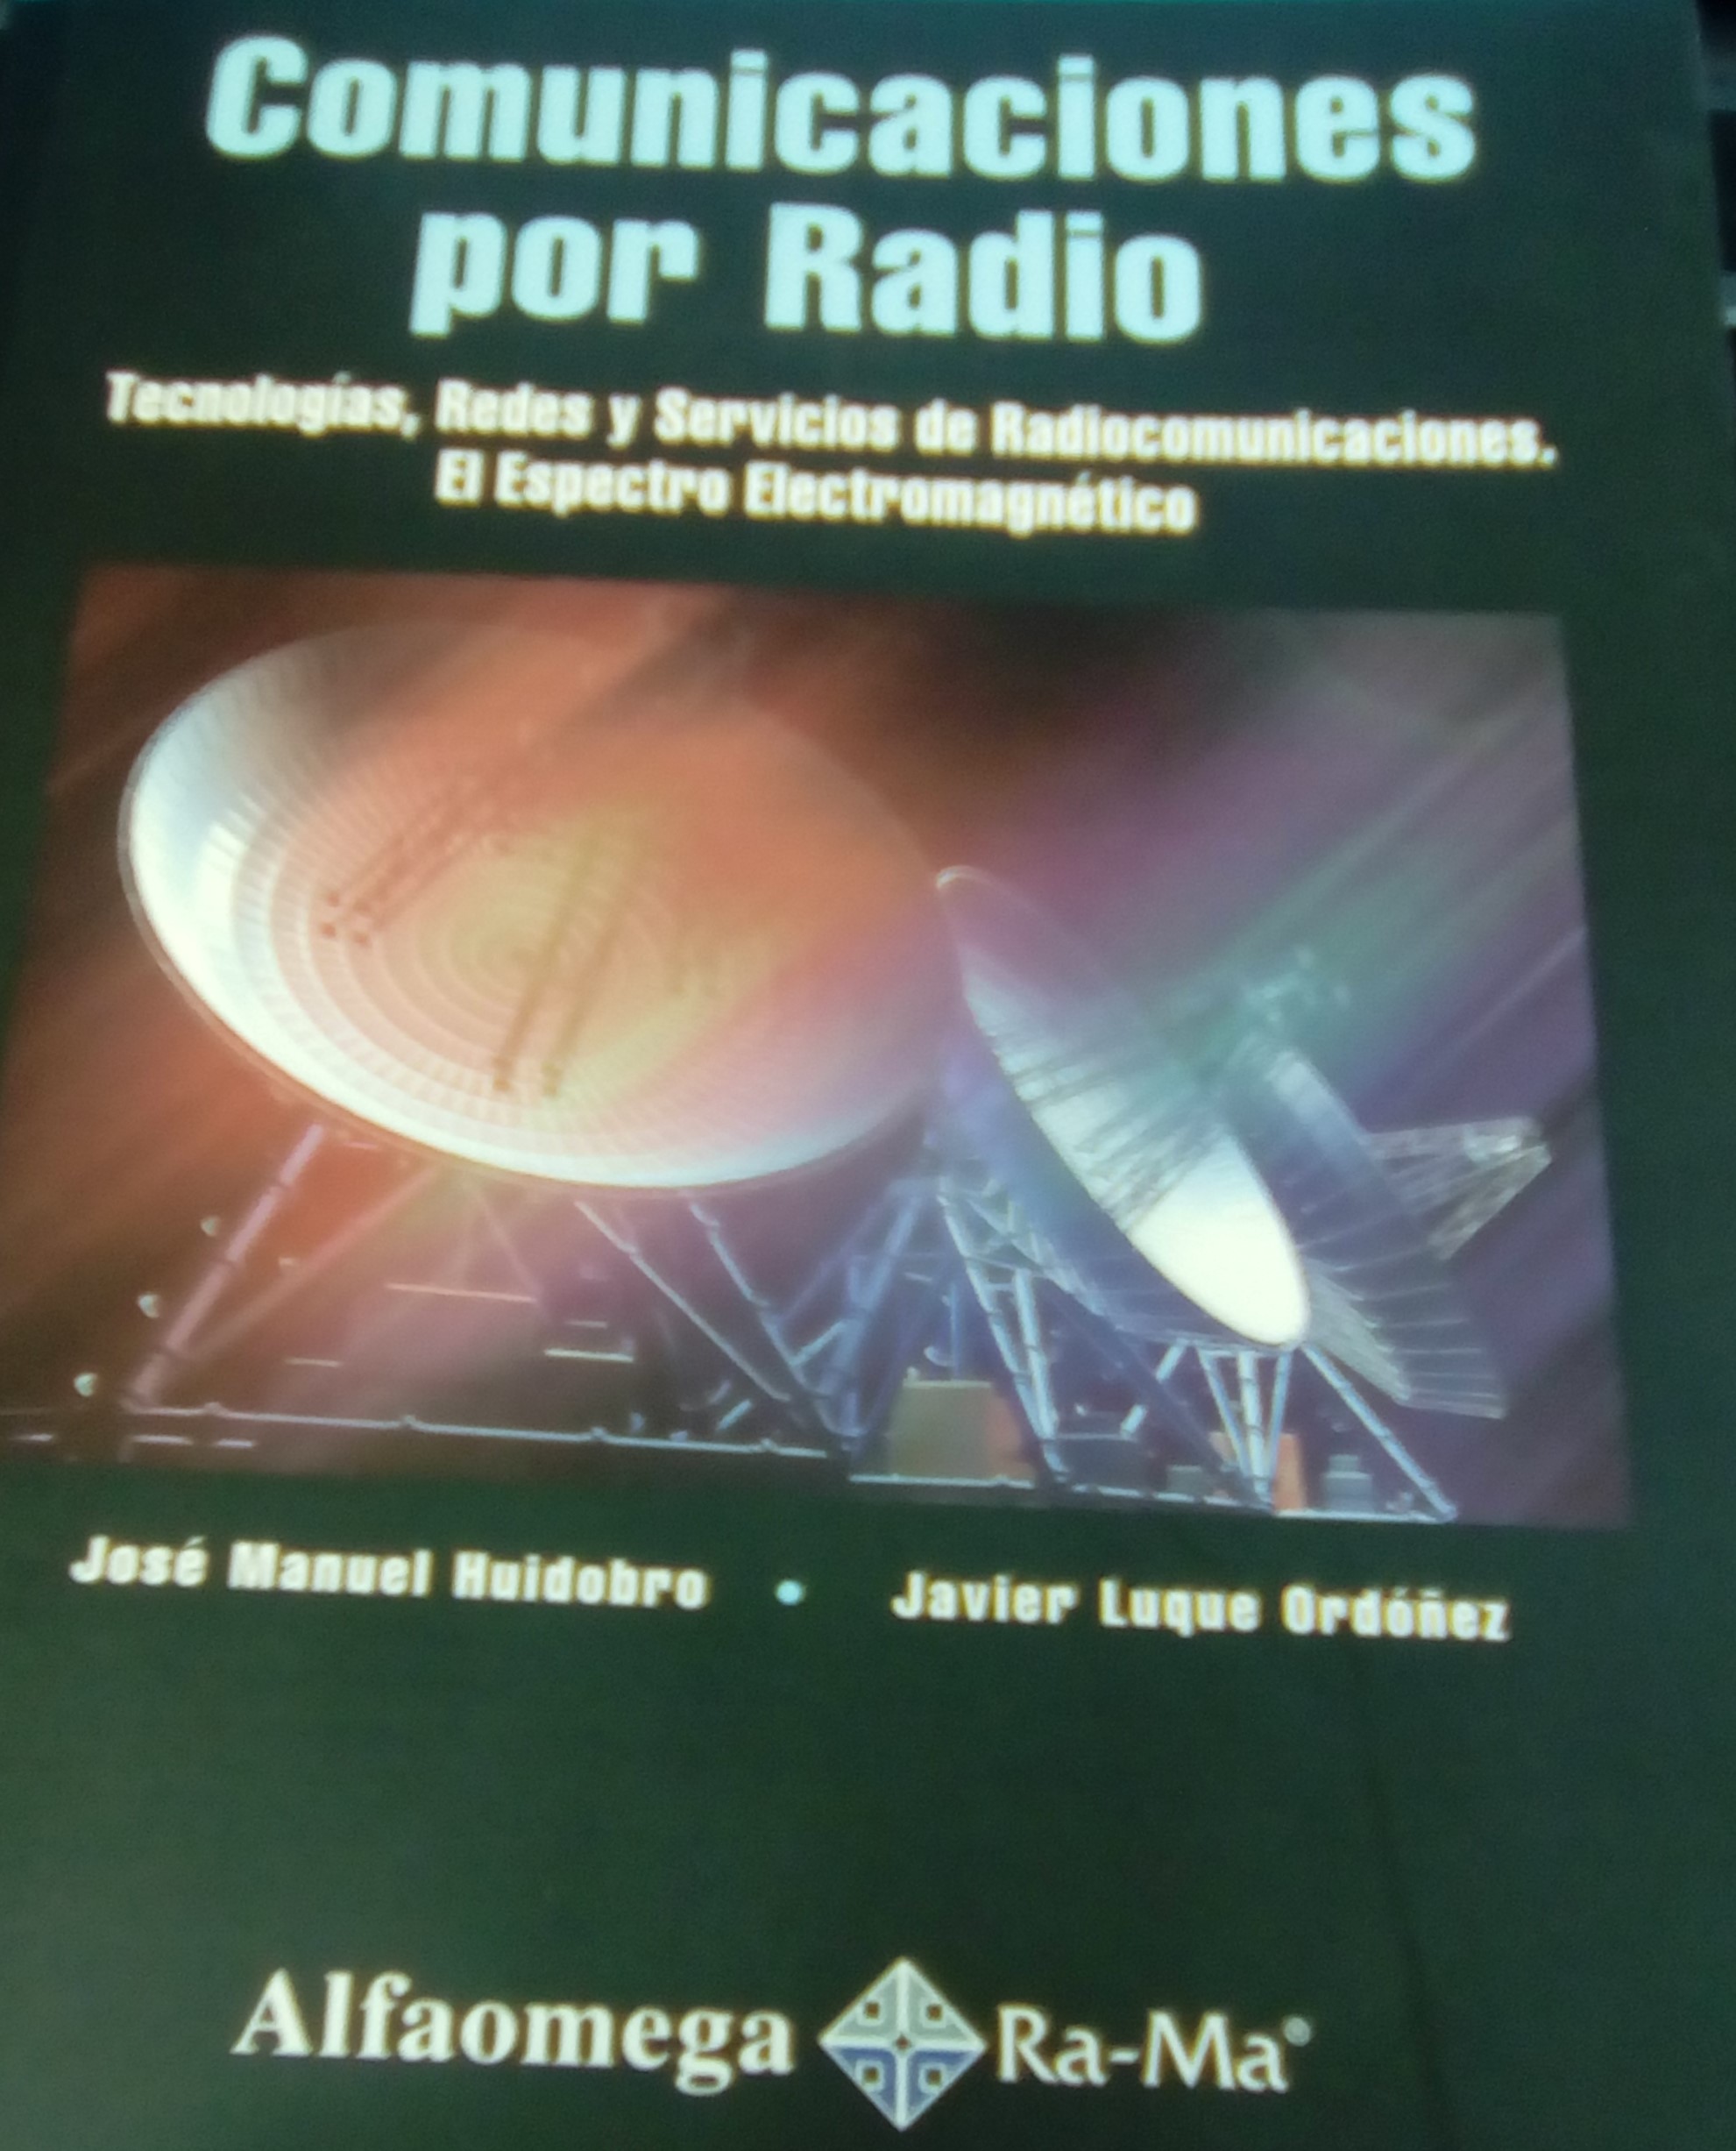 Comunicaciones
por Radio
Tecnologías, Redes y Servicios de Radiocomunicaciones.
El Espectro Electromagnético
José Manuel Huidobro • Javier Luque Ordóñez
Alfaomega Ra-Ma®